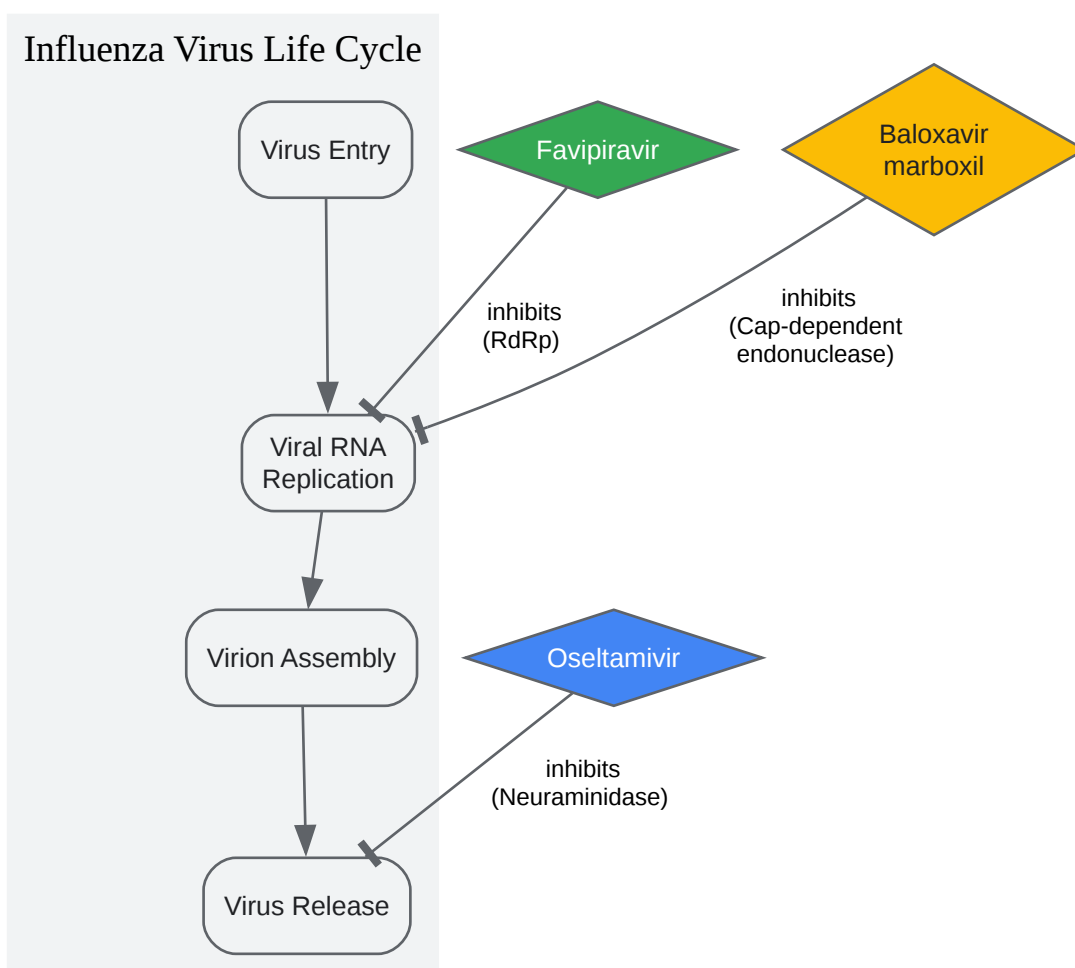 Influenza Virus Life Cycle
Virus Entry
Favipiravir
Baloxavir
marboxil
inhibits
(RdRp)
inhibits
(Cap-dependent
endonuclease)
Viral RNA
Replication
Virion Assembly
Oseltamivir
inhibits
(Neuraminidase)
Virus Release